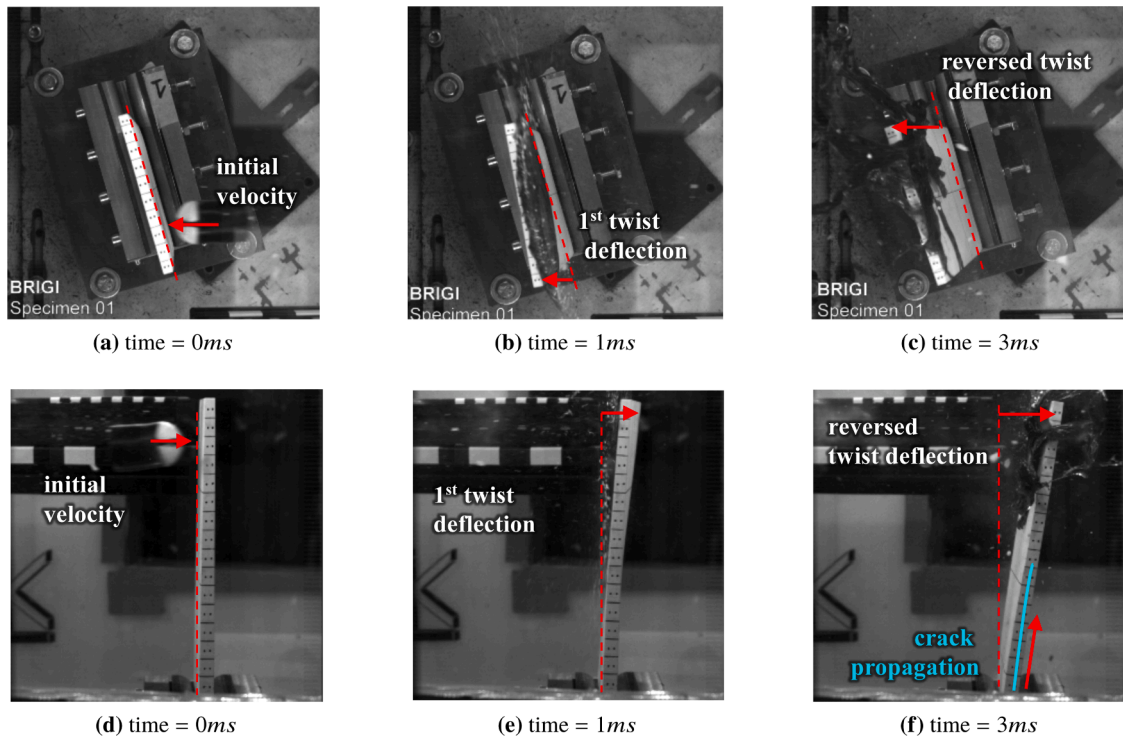 initial
velocity
BRIGI
Specimen 01
(a) time = 0ms
1st twist
deflection
BRIGI
Specimen 01
(b) time = 1ms
reversed twist
deflection
BRIGI
Specimen 01
(c) time = 3ms
initial
velocity
(d) time = 0ms
1st twist
deflection
(e) time = 1ms
reversed
twist deflection
crack
propagation
(f) time = 3ms